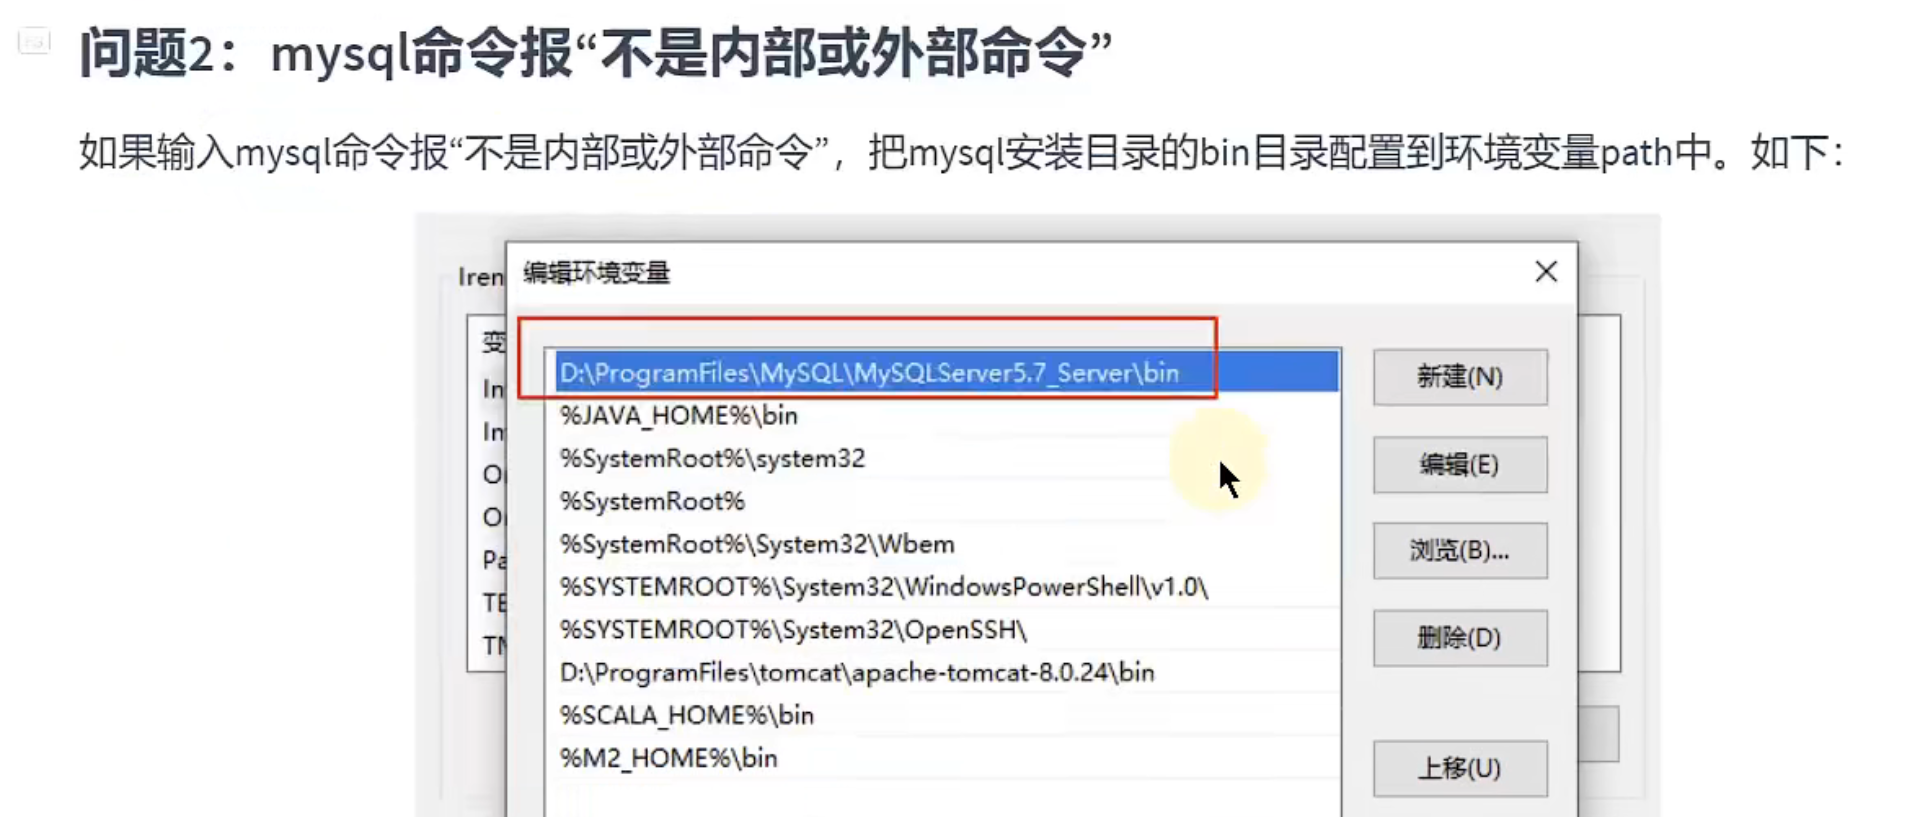 问题2：mysql命令报“不是内部或外部命令”
如果输入mysql命令报“不是内部或外部命令”，把mysql安装目录的bin目录配置到环境变量path中。如下：
Iren
编辑环境变量
变
D:\ProgramFiles\MySQL\MySQLServer5.7_Server\bin
新建(N)
In
%JAVA_HOME%\bin
In
%SystemRoot%\system32
编辑(E)
%SystemRoot%
%SystemRoot%\System32\Wbem
浏览(B)...
Pa
%SYSTEMROOT%\System32\WindowsPowerShell\v1.0\
TE
%SYSTEMROOT%\System32\OpenSSH\
删除(D)
D:\ProgramFiles\tomcat\apache-tomcat-8.0.24\bin
%SCALA_HOME%\bin
%M2_HOME%\bin
上移(U)